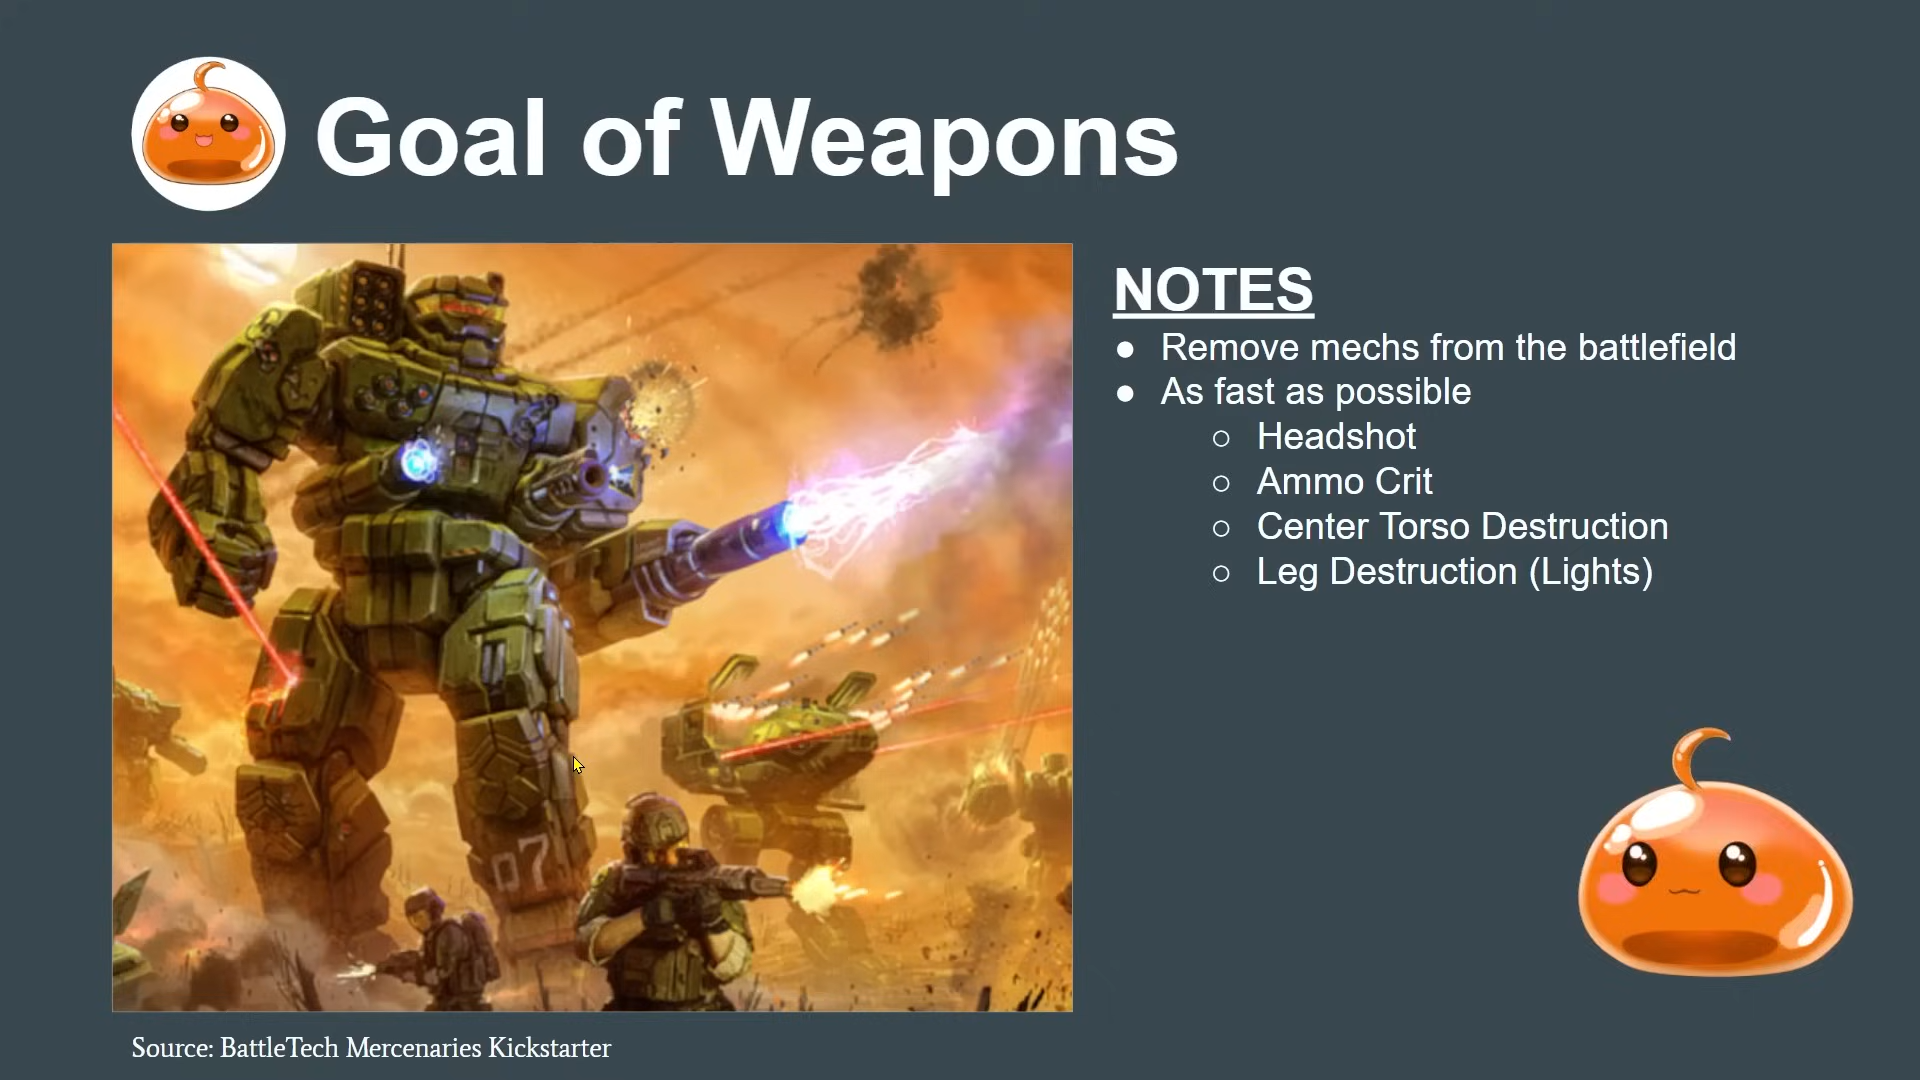 Goal of Weapons
NOTES
● Remove mechs from the battlefield
● As fast as possible
○ Headshot
○ Ammo Crit
○ Center Torso Destruction
○ Leg Destruction (Lights)
07
Source: BattleTech Mercenaries Kickstarter